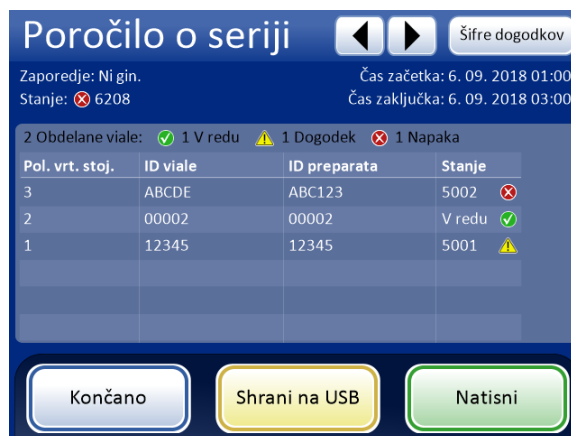 Poročilo o seriji
Šifre dogodkov
Zaporedje: Ni gin.
Čas začetka: 6. 09. 2018 01:00
Stanje: 6208
Čas zaključka: 6. 09. 2018 03:00
2 Obdelane viale: 1 V redu 1 Dogodek 1 Napaka
Pol. vrt. stoj. ID viale ID preparata Stanje
3 ABCDE ABC123 5002
2 00002 00002 V redu
1 12345 12345 5001
Končano Shrani na USB Natisni